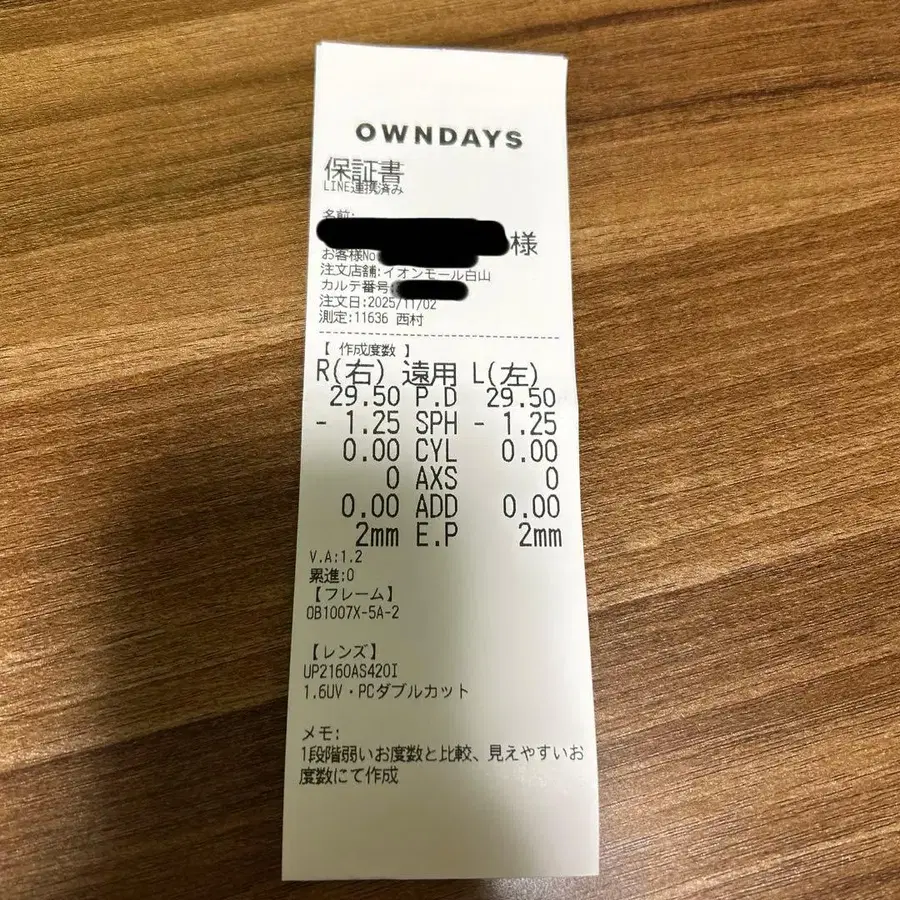 OWNDAYS
保証書
LINE連携済み
名前:
様
お客様No
注文店舗:イオンモール白山
カルテ番号:
注文日:2025/11/02
測定:11636 西村
【 作成度数 】
R(右) 遠用 L(左)
29.50 P.D 29.50
- 1.25 SPH - 1.25
0.00 CYL 0.00
0 AXS 0
0.00 ADD 0.00
2mm E.P 2mm
V.A:1.2
累進:0
【フレーム】
OB1007X-5A-2
【レンズ】
UP2160AS420I
1.6UV・PCダブルカット
メモ:
1段階弱いお度数と比較、見えやすいお
度数にて作成